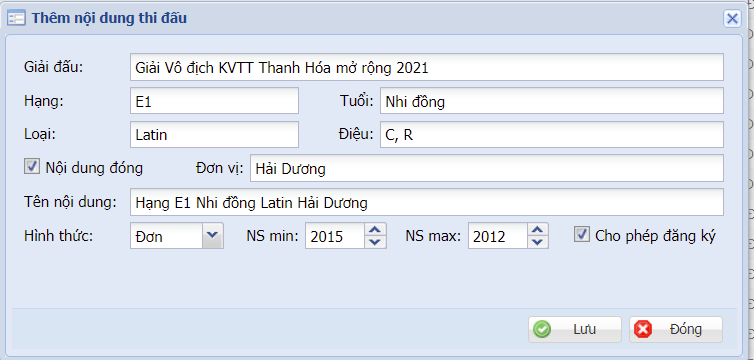 Thêm nội dung thi đấu
Giải đấu: Giải Vô địch KVTT Thanh Hóa mở rộng 2021
Hạng: E1 Tuổi: Nhi đồng
Loại: Latin Điệu: C, R
Nội dung đóng Đơn vị: Hải Dương
Tên nội dung: Hạng E1 Nhi đồng Latin Hải Dương
Hình thức: Đơn NS min: 2015 NS max: 2012 Cho phép đăng ký
Lưu Đóng